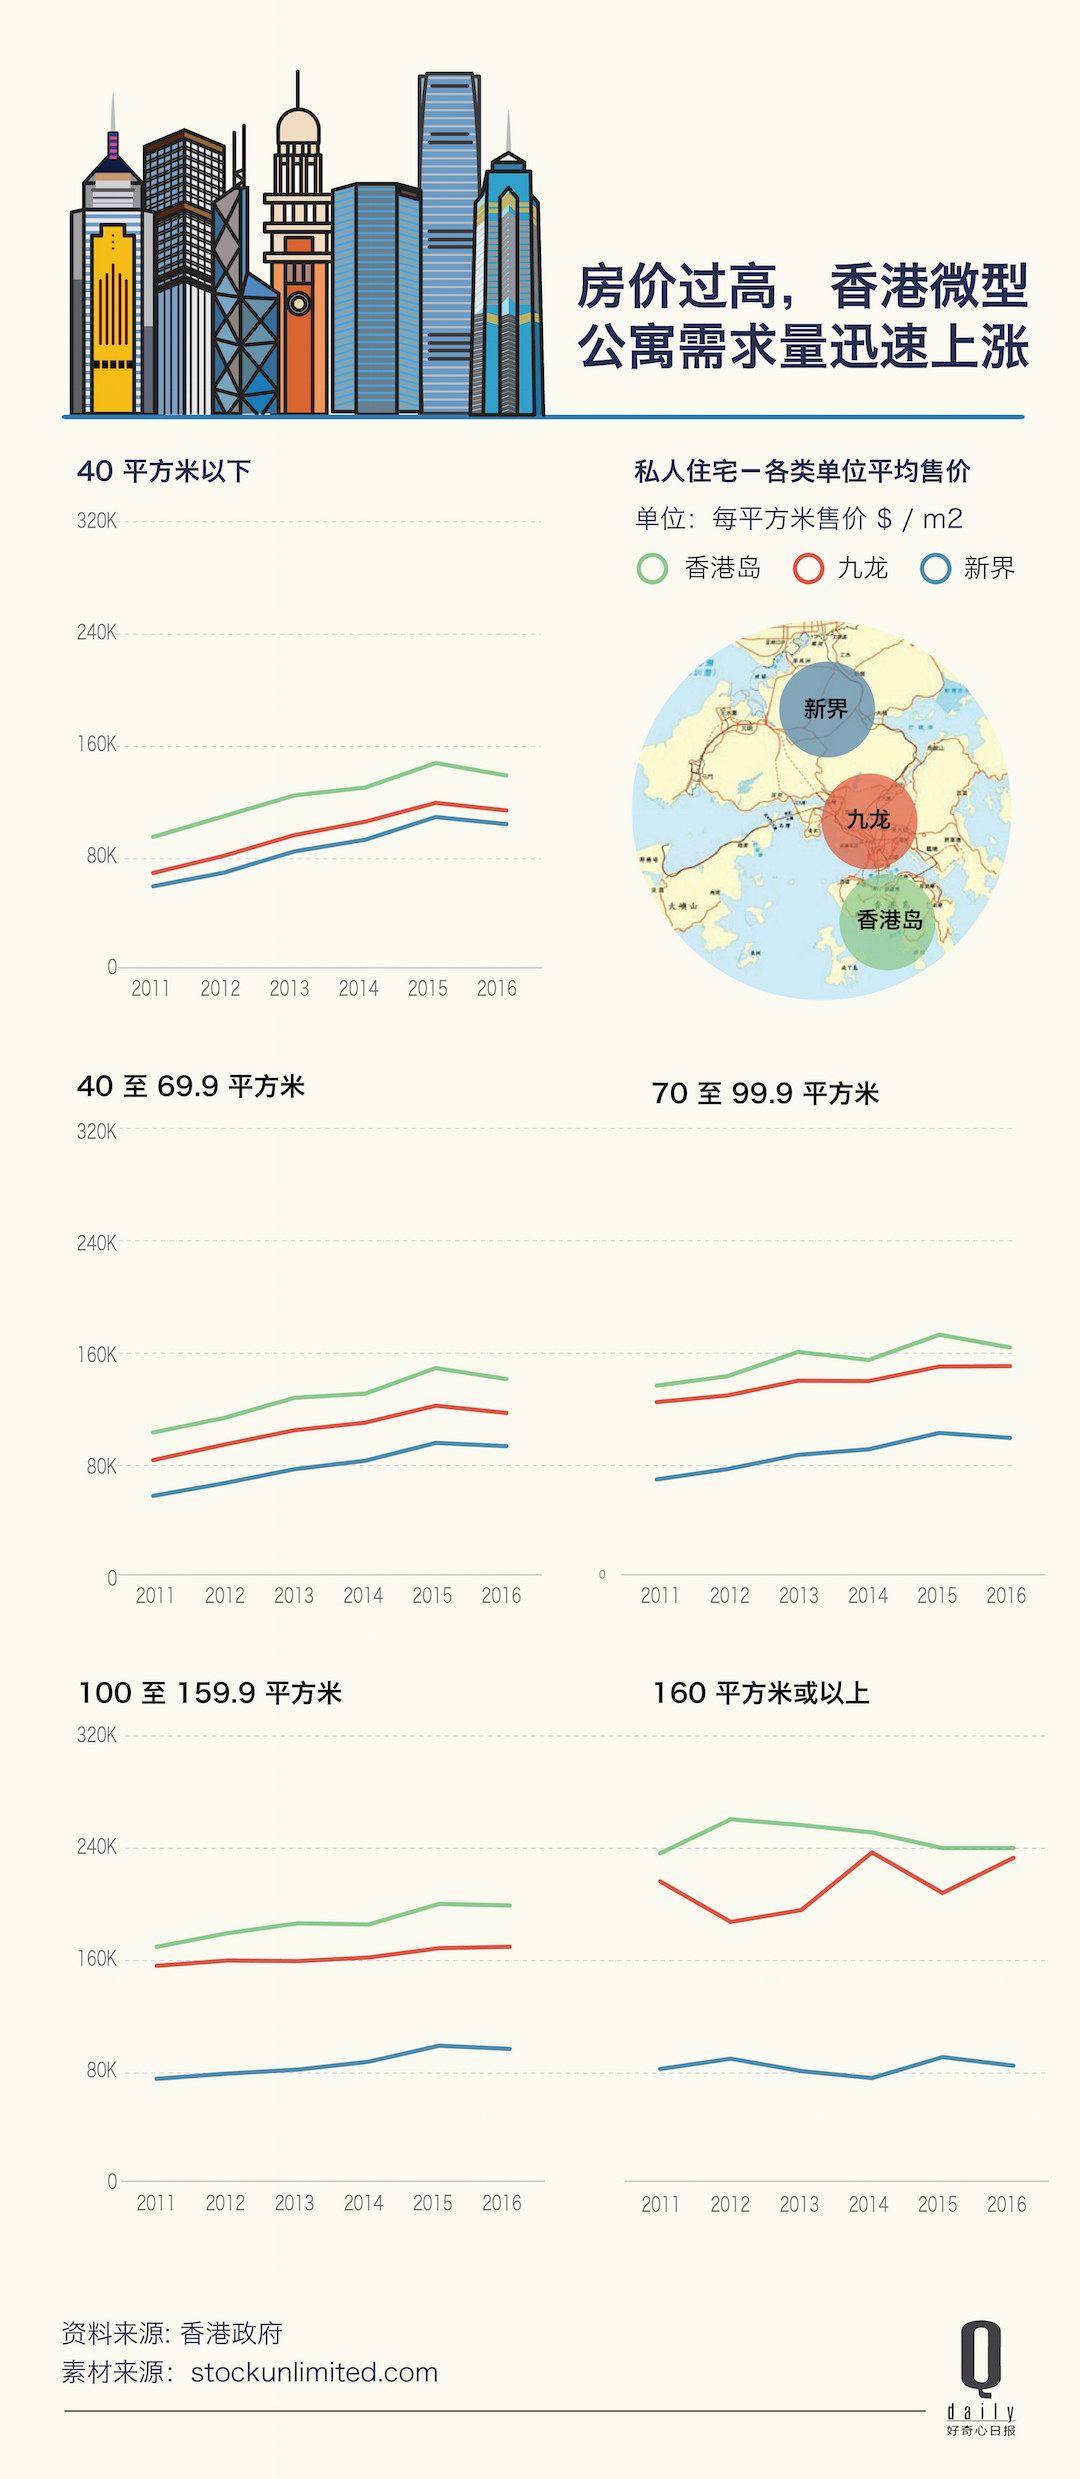 房价过高，香港微型
公寓需求量迅速上涨
40 平方米以下
320K
240K
160K
80K
0
2011 2012 2013 2014 2015 2016
私人住宅－各类单位平均售价
单位：每平方米售价 $ / m2
香港岛 九龙 新界
新界
九龙
香港岛
大嶼山
40 至 69.9 平方米
320K
240K
160K
80K
0
2011 2012 2013 2014 2015 2016
70 至 99.9 平方米
0
2011 2012 2013 2014 2015 2016
100 至 159.9 平方米
320K
240K
160K
80K
0
2011 2012 2013 2014 2015 2016
160 平方米或以上
2011 2012 2013 2014 2015 2016
资料来源: 香港政府
素材来源：stockunlimited.com
Q
daily
好奇心日报